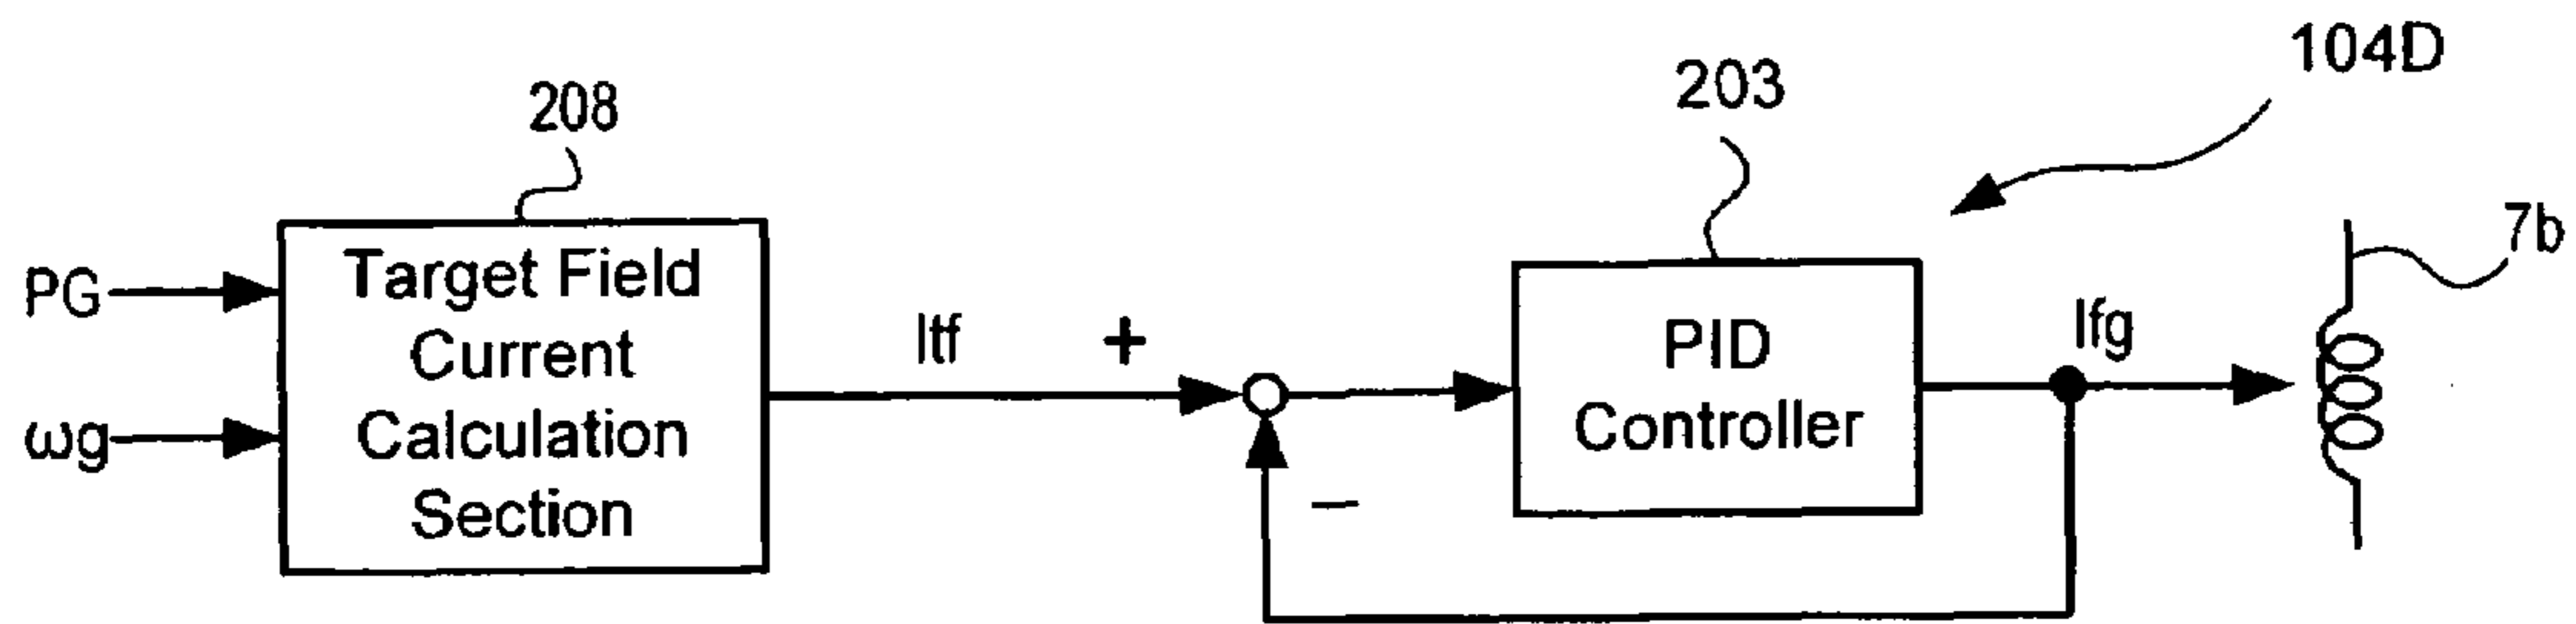 104D
203
208
7b
PG
ωg
Target Field
Current
Calculation
Section
Itf
+
−
PID
Controller
Ifg